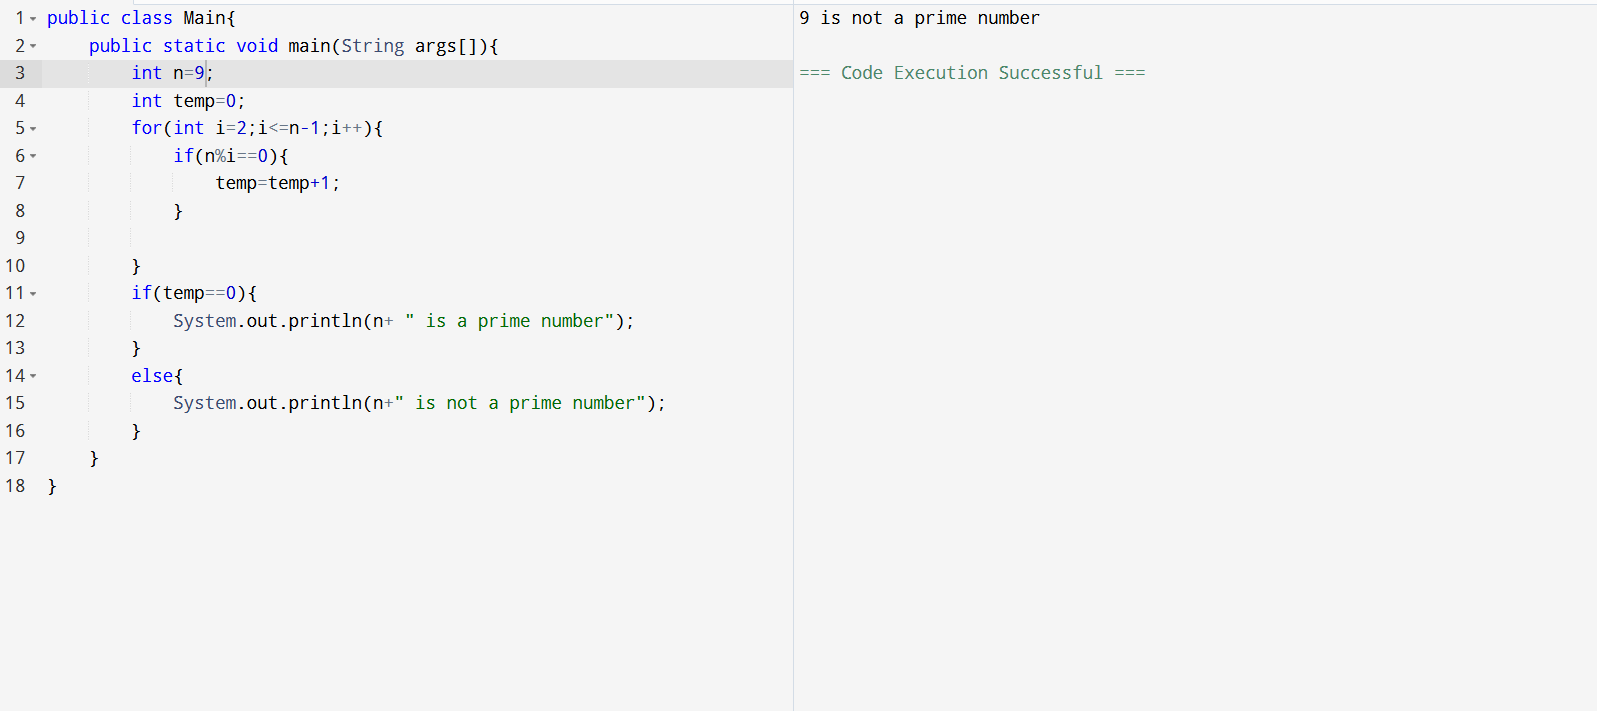 1 public class Main{
2     public static void main(String args[]){
3         int n=9;
4         int temp=0;
5         for(int i=2;i<=n-1;i++){
6             if(n%i==0){
7                 temp=temp+1;
8             }
9
10         }
11         if(temp==0){
12             System.out.println(n+ " is a prime number");
13         }
14         else{
15             System.out.println(n+" is not a prime number");
16         }
17     }
18 }
9 is not a prime number
=== Code Execution Successful ===